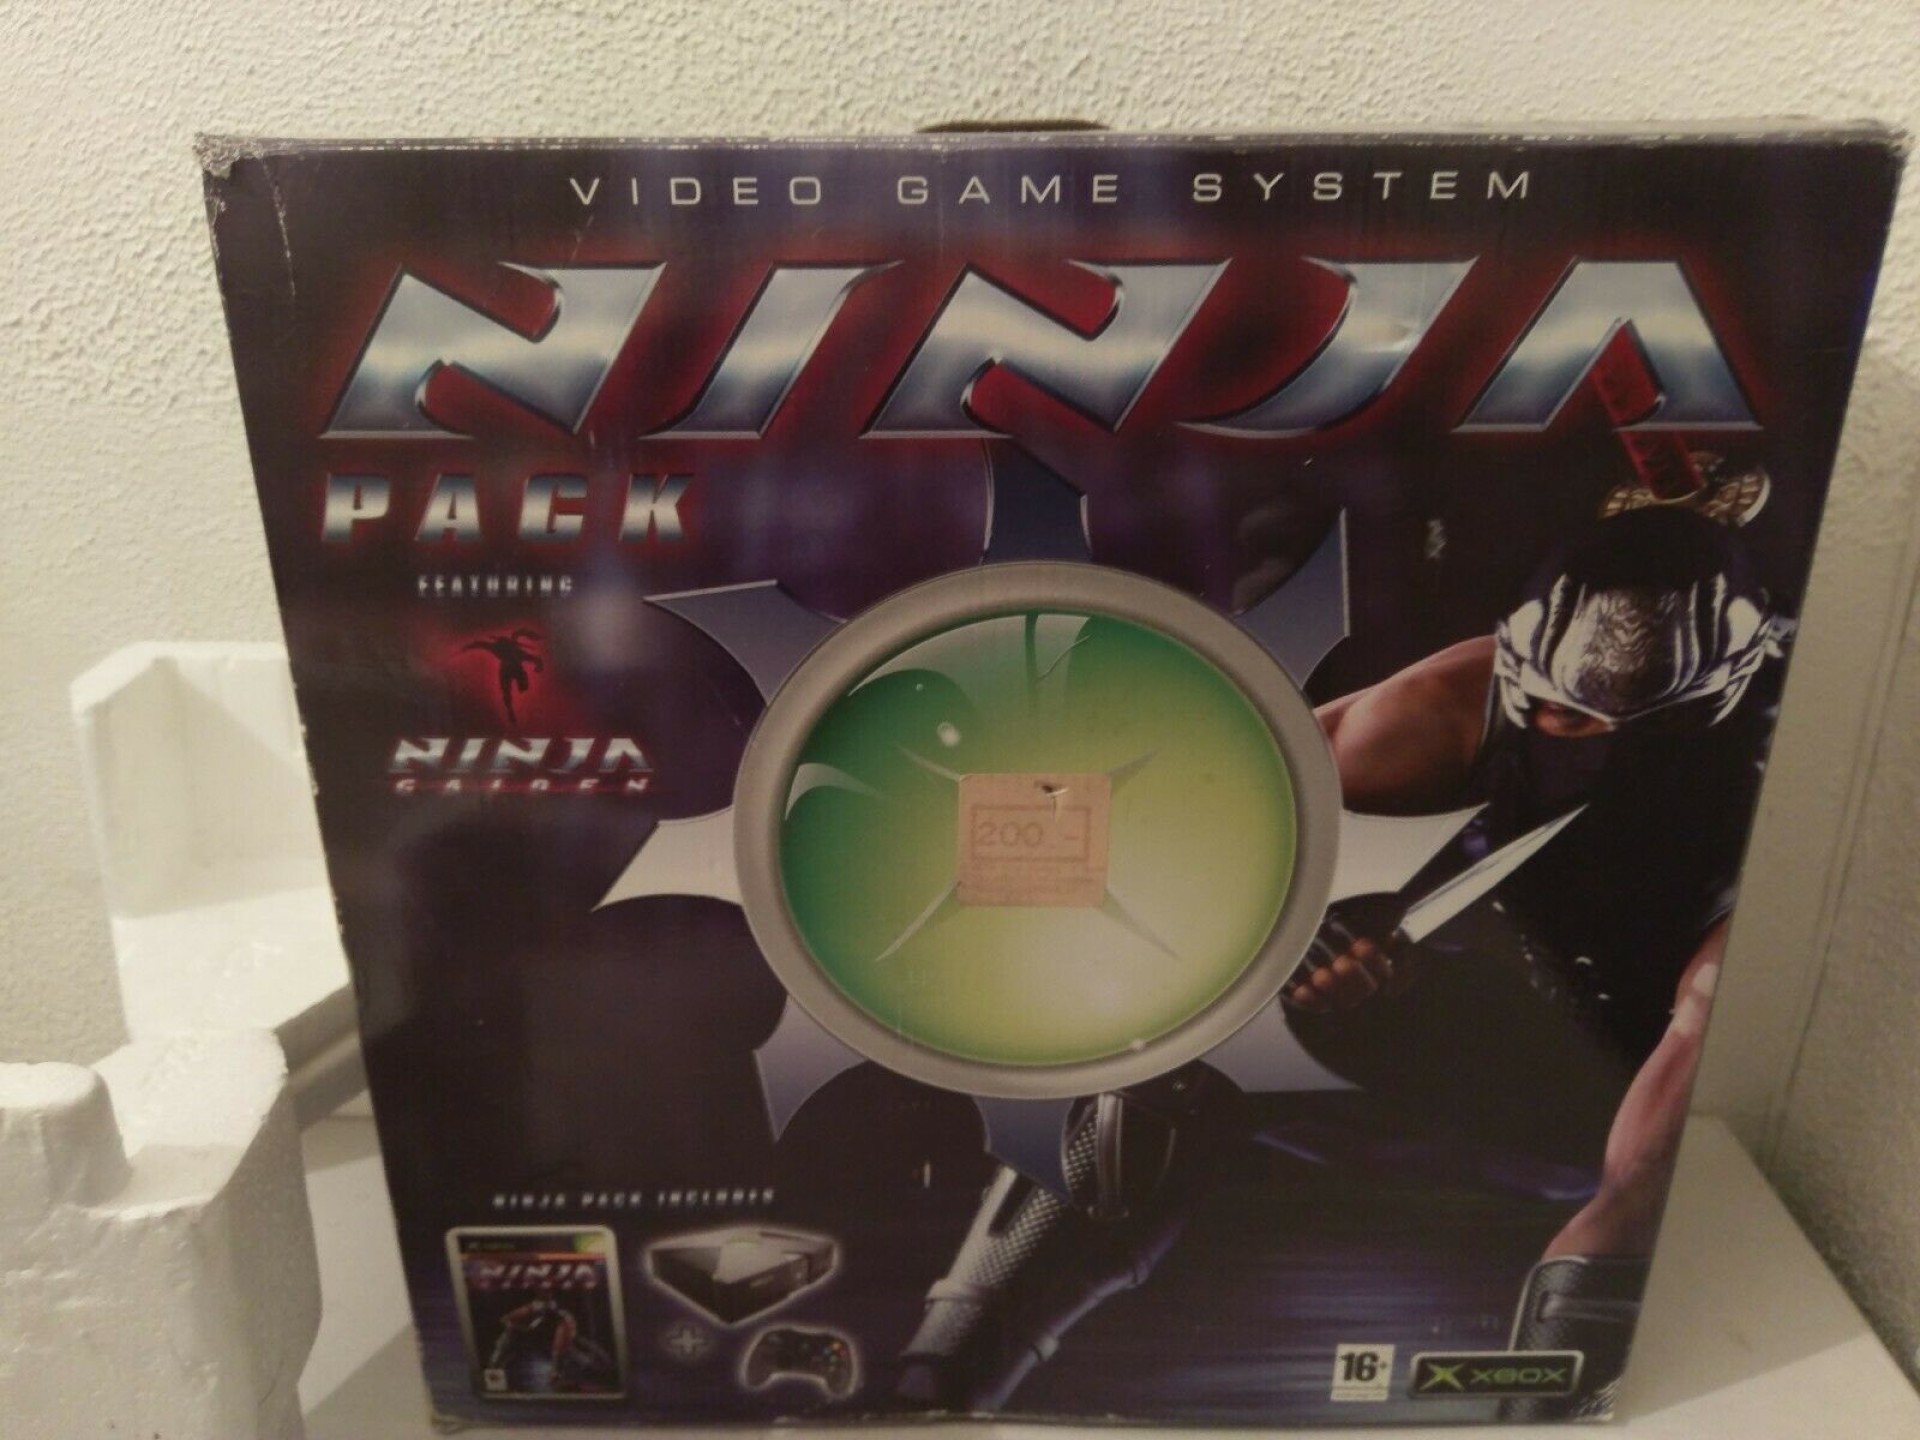 VIDEO GAME SYSTEM
NINJA
PACK
FEATURING
NINJA
GAIDEN
200.-
NINJA PACK INCLUDES
NINJA
16+
XBOX